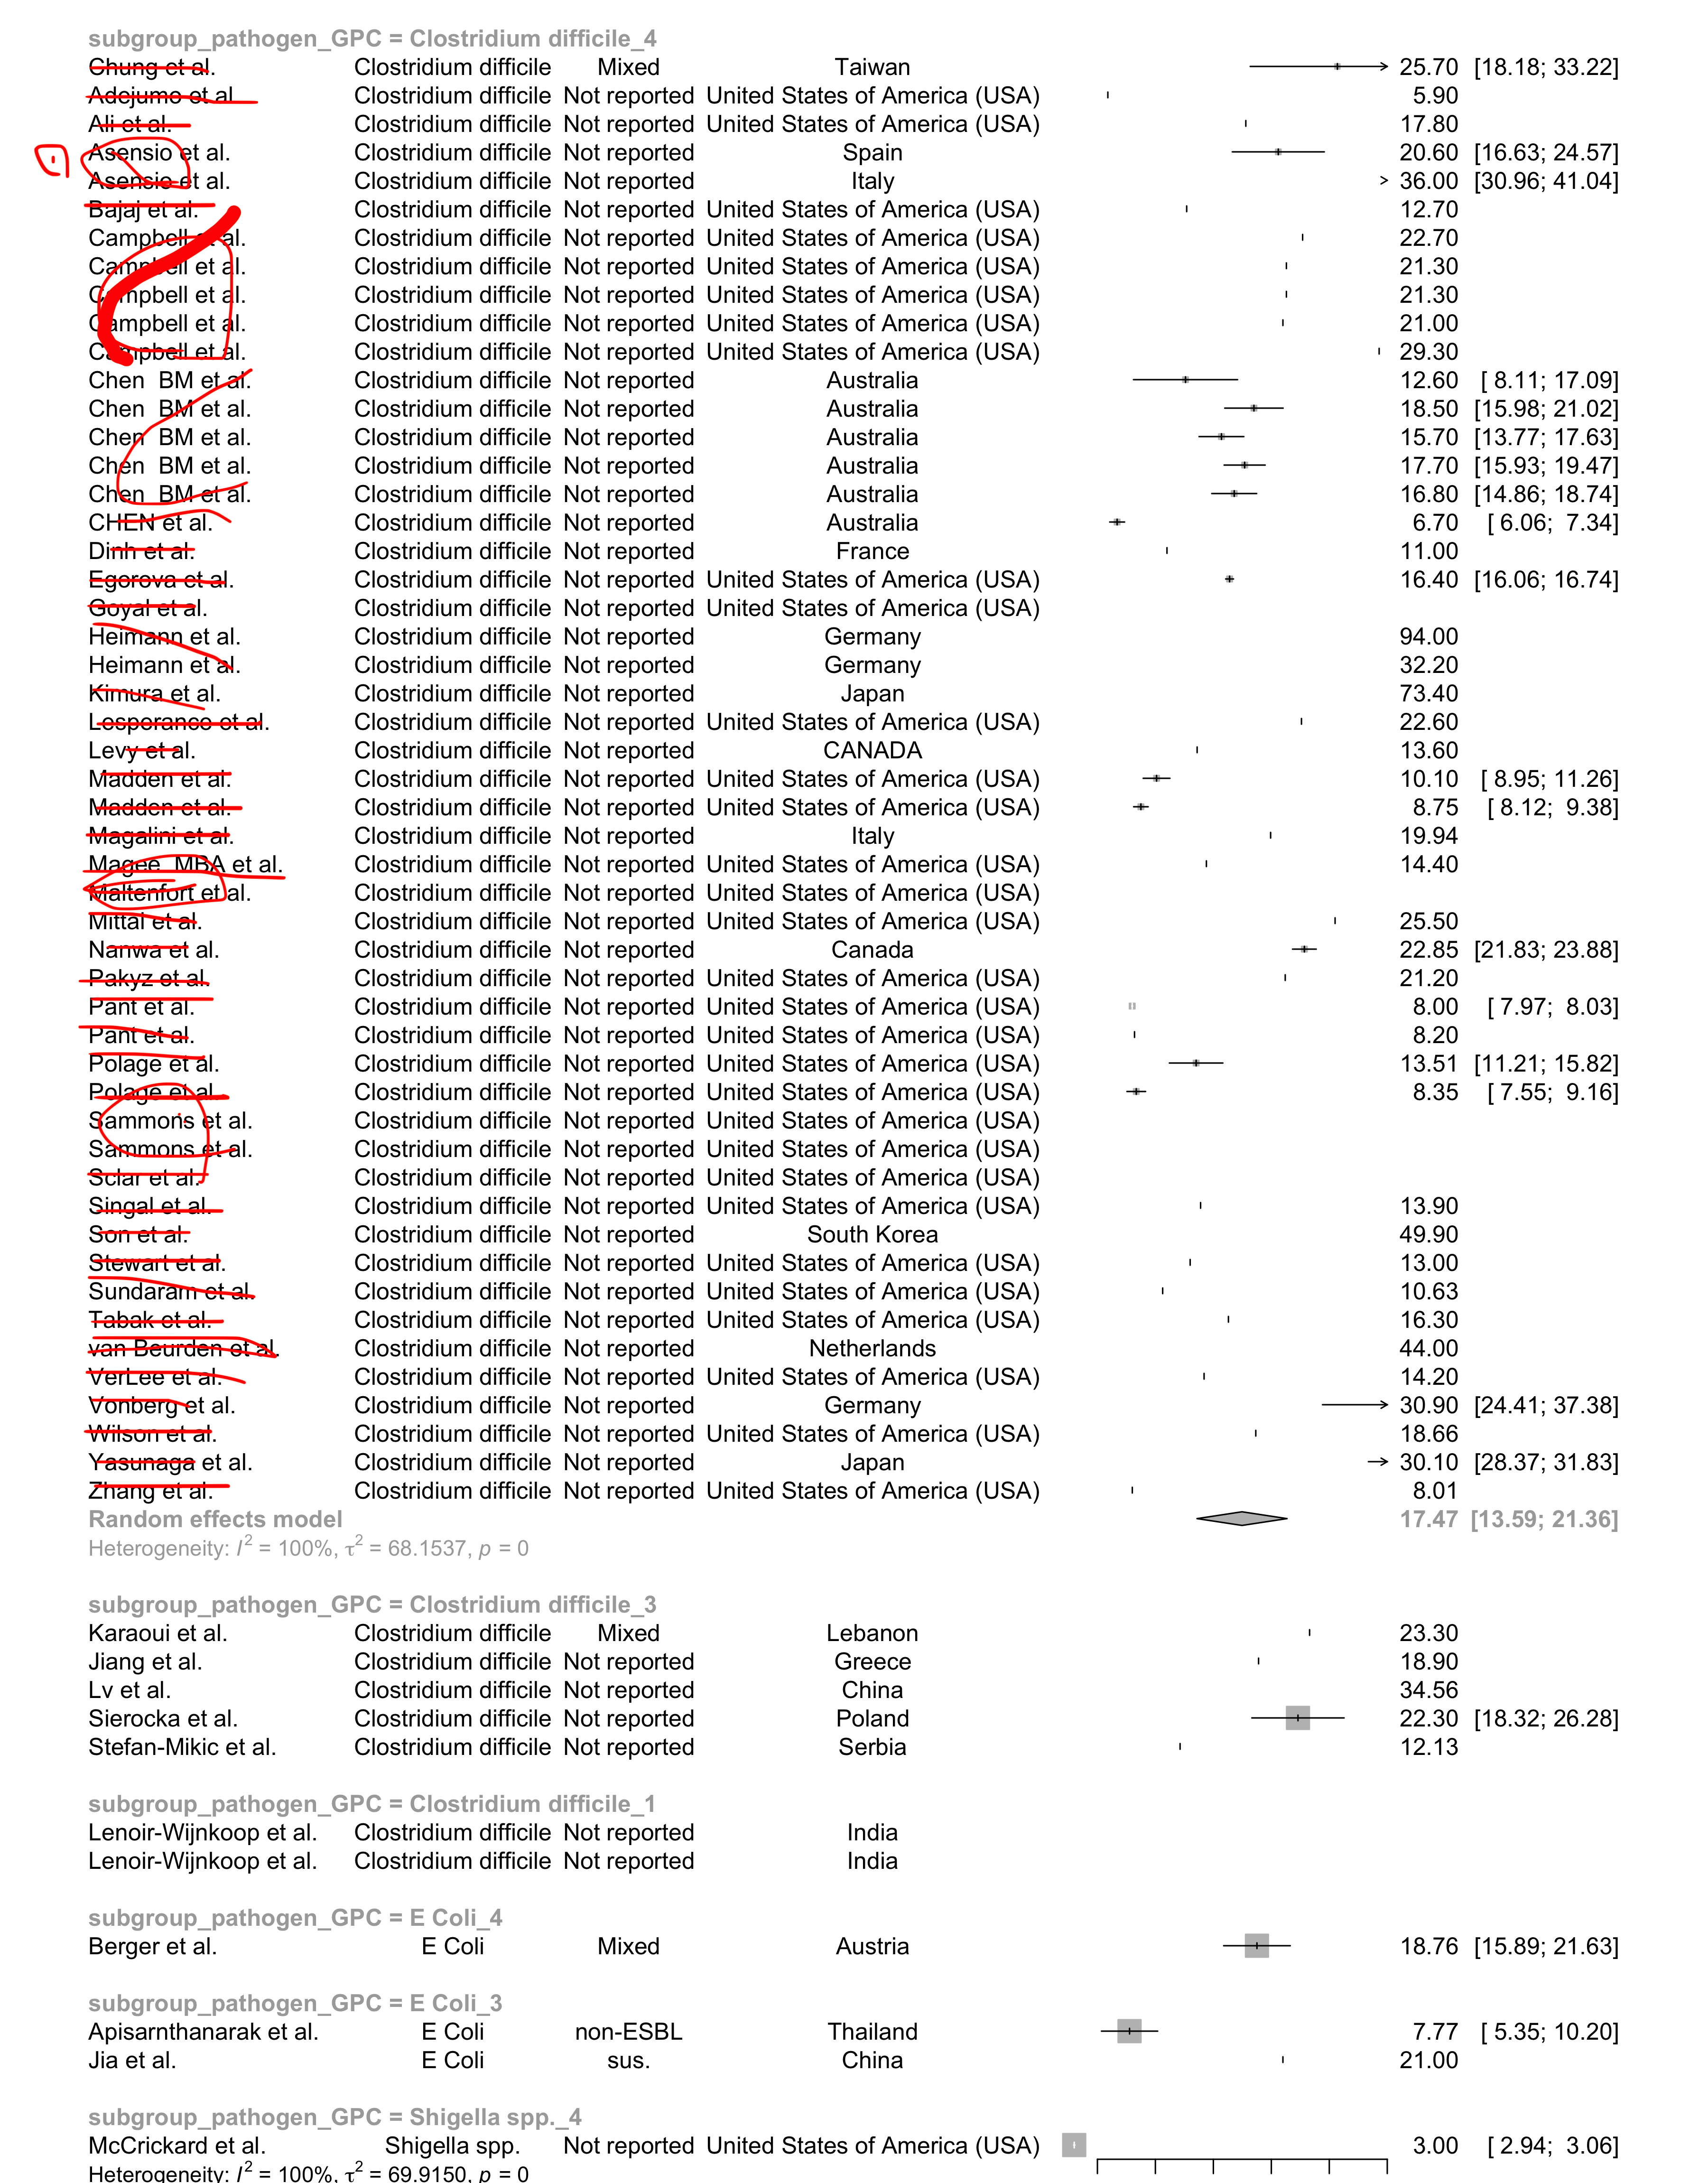 subgroup_pathogen_GPC = Clostridium difficile_4
Chung et al. Clostridium difficile Mixed Taiwan 25.70 [18.18; 33.22]
Adejumo et al. Clostridium difficile Not reported United States of America (USA) 5.90
Ali et al. Clostridium difficile Not reported United States of America (USA) 17.80
Asensio et al. Clostridium difficile Not reported Spain 20.60 [16.63; 24.57]
Asensio et al. Clostridium difficile Not reported Italy 36.00 [30.96; 41.04]
Bajaj et al. Clostridium difficile Not reported United States of America (USA) 12.70
Campbell et al. Clostridium difficile Not reported United States of America (USA) 22.70
Campbell et al. Clostridium difficile Not reported United States of America (USA) 21.30
Campbell et al. Clostridium difficile Not reported United States of America (USA) 21.30
Campbell et al. Clostridium difficile Not reported United States of America (USA) 21.00
Campbell et al. Clostridium difficile Not reported United States of America (USA) 29.30
Chen BM et al. Clostridium difficile Not reported Australia 12.60 [ 8.11; 17.09]
Chen BM et al. Clostridium difficile Not reported Australia 18.50 [15.98; 21.02]
Chen BM et al. Clostridium difficile Not reported Australia 15.70 [13.77; 17.63]
Chen BM et al. Clostridium difficile Not reported Australia 17.70 [15.93; 19.47]
Chen BM et al. Clostridium difficile Not reported Australia 16.80 [14.86; 18.74]
CHEN et al. Clostridium difficile Not reported Australia 6.70 [ 6.06; 7.34]
Dinh et al. Clostridium difficile Not reported France 11.00
Egorova et al. Clostridium difficile Not reported United States of America (USA) 16.40 [16.06; 16.74]
Goyal et al. Clostridium difficile Not reported United States of America (USA)
Heimann et al. Clostridium difficile Not reported Germany 94.00
Heimann et al. Clostridium difficile Not reported Germany 32.20
Kimura et al. Clostridium difficile Not reported Japan 73.40
Lesperance et al. Clostridium difficile Not reported United States of America (USA) 22.60
Levy et al. Clostridium difficile Not reported CANADA 13.60
Madden et al. Clostridium difficile Not reported United States of America (USA) 10.10 [ 8.95; 11.26]
Madden et al. Clostridium difficile Not reported United States of America (USA) 8.75 [ 8.12; 9.38]
Magalini et al. Clostridium difficile Not reported Italy 19.94
Magee MBA et al. Clostridium difficile Not reported United States of America (USA) 14.40
Maltenfort et al. Clostridium difficile Not reported United States of America (USA)
Mittal et al. Clostridium difficile Not reported United States of America (USA) 25.50
Nanwa et al. Clostridium difficile Not reported Canada 22.85 [21.83; 23.88]
Pakyz et al. Clostridium difficile Not reported United States of America (USA) 21.20
Pant et al. Clostridium difficile Not reported United States of America (USA) 8.00 [ 7.97; 8.03]
Pant et al. Clostridium difficile Not reported United States of America (USA) 8.20
Polage et al. Clostridium difficile Not reported United States of America (USA) 13.51 [11.21; 15.82]
Polage et al. Clostridium difficile Not reported United States of America (USA) 8.35 [ 7.55; 9.16]
Sammons et al. Clostridium difficile Not reported United States of America (USA)
Sammons et al. Clostridium difficile Not reported United States of America (USA)
Sclar et al. Clostridium difficile Not reported United States of America (USA)
Singal et al. Clostridium difficile Not reported United States of America (USA) 13.90
Son et al. Clostridium difficile Not reported South Korea 49.90
Stewart et al. Clostridium difficile Not reported United States of America (USA) 13.00
Sundaram et al. Clostridium difficile Not reported United States of America (USA) 10.63
Tabak et al. Clostridium difficile Not reported United States of America (USA) 16.30
van Beurden et al. Clostridium difficile Not reported Netherlands 44.00
VerLee et al. Clostridium difficile Not reported United States of America (USA) 14.20
Vonberg et al. Clostridium difficile Not reported Germany 30.90 [24.41; 37.38]
Wilson et al. Clostridium difficile Not reported United States of America (USA) 18.66
Yasunaga et al. Clostridium difficile Not reported Japan 30.10 [28.37; 31.83]
Zhang et al. Clostridium difficile Not reported United States of America (USA) 8.01
Random effects model 17.47 [13.59; 21.36]
Heterogeneity: I² = 100%, τ² = 68.1537, p = 0
subgroup_pathogen_GPC = Clostridium difficile_3
Karaoui et al. Clostridium difficile Mixed Lebanon 23.30
Jiang et al. Clostridium difficile Not reported Greece 18.90
Lv et al. Clostridium difficile Not reported China 34.56
Sierocka et al. Clostridium difficile Not reported Poland 22.30 [18.32; 26.28]
Stefan-Mikic et al. Clostridium difficile Not reported Serbia 12.13
subgroup_pathogen_GPC = Clostridium difficile_1
Lenoir-Wijnkoop et al. Clostridium difficile Not reported India
Lenoir-Wijnkoop et al. Clostridium difficile Not reported India
subgroup_pathogen_GPC = E Coli_4
Berger et al. E Coli Mixed Austria 18.76 [15.89; 21.63]
subgroup_pathogen_GPC = E Coli_3
Apisarnthanarak et al. E Coli non-ESBL Thailand 7.77 [ 5.35; 10.20]
Jia et al. E Coli sus. China 21.00
subgroup_pathogen_GPC = Shigella spp._4
McCrickard et al. Shigella spp. Not reported United States of America (USA) 3.00 [ 2.94; 3.06]
Heterogeneity: I² = 100%, τ² = 69.9150, p = 0